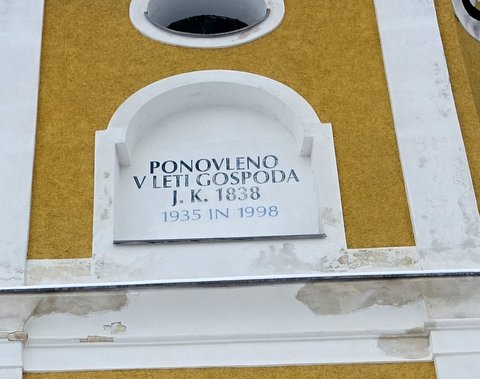 PONOVLENO
V LETI GOSPODA
J. K. 1838
1935 IN 1998